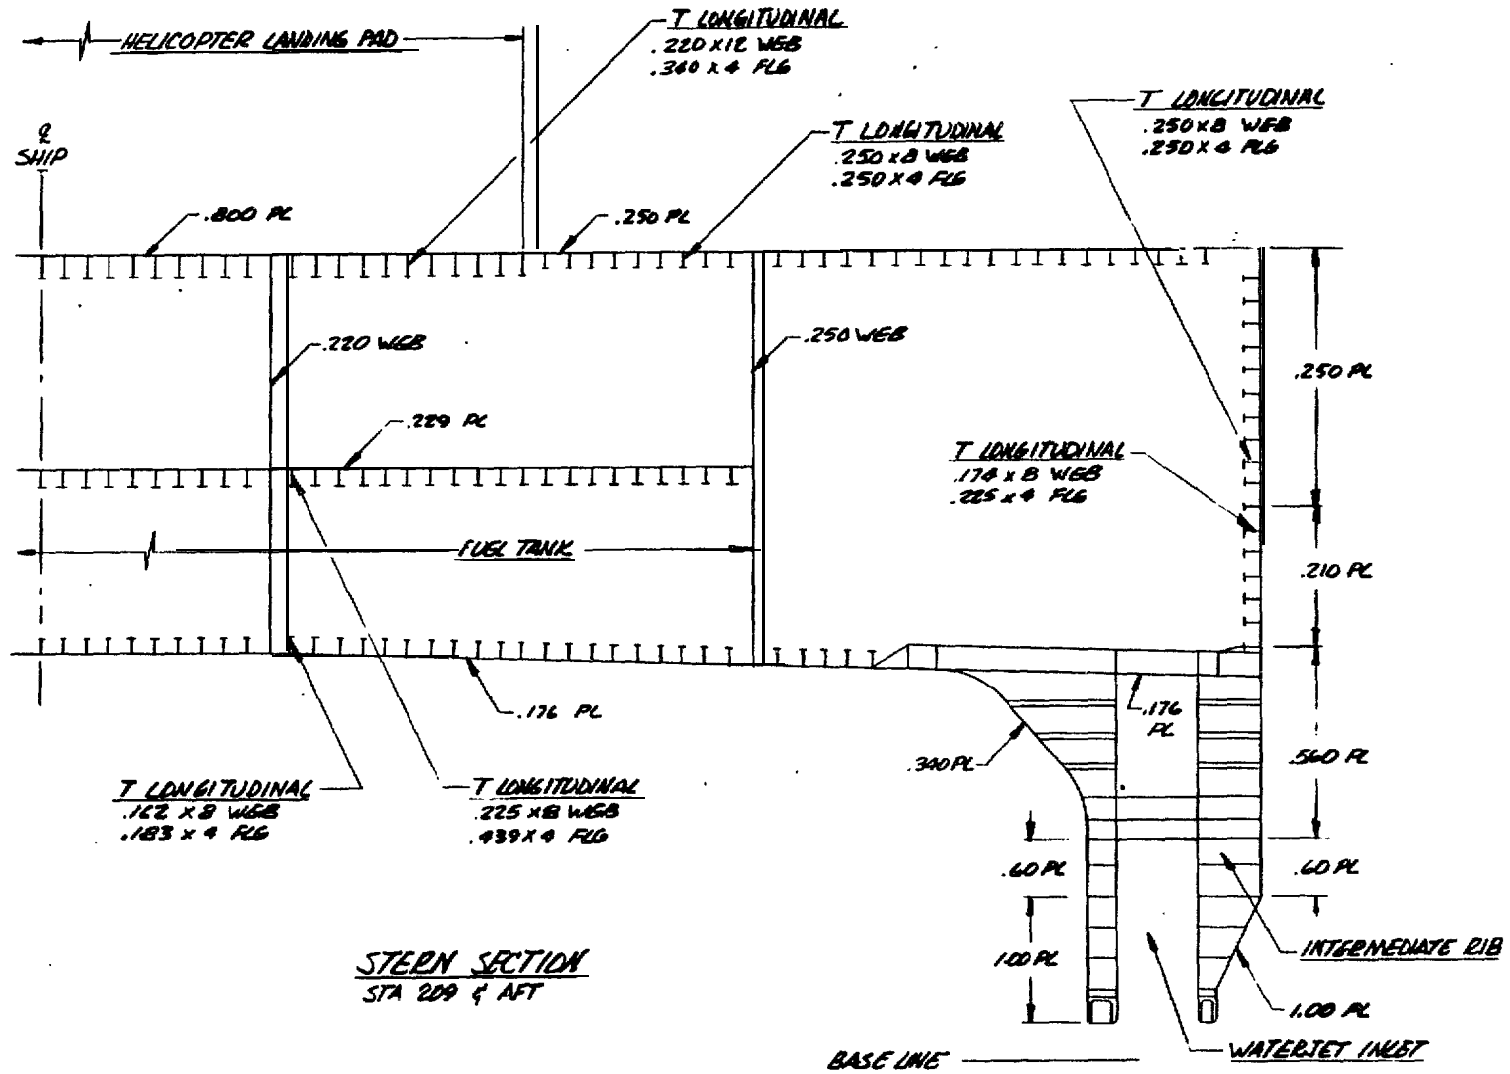 HELICOPTER LANDING PAD
T LONGITUDINAL
.220 X 12 WEB
.340 X 4 FLG
T LONGITUDINAL
.250 X 8 WEB
.250 X 4 FLG
T LONGITUDINAL
.250 X 8 WEB
.250 X 4 FLG
℄
SHIP
.800 PL
.250 PL
.220 WEB
.250 WEB
.250 PL
.229 PL
T LONGITUDINAL
.174 X 8 WEB
.225 X 4 FLG
FUEL TANK
.210 PL
.176 PL
.176
PL
.340 PL
.560 PL
T LONGITUDINAL
.162 X 8 WEB
.183 X 4 FLG
T LONGITUDINAL
.225 X 8 WEB
.439 X 4 FLG
.60 PL
.60 PL
1.00 PL
INTERMEDIATE RIB
STERN SECTION
STA 209 & AFT
1.00 PL
WATERJET INLET
BASE LINE